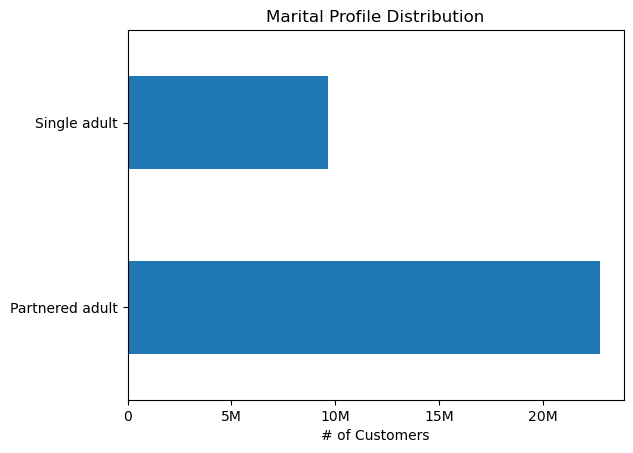 Marital Profile Distribution
Single adult
Partnered adult
0 5M 10M 15M 20M
# of Customers